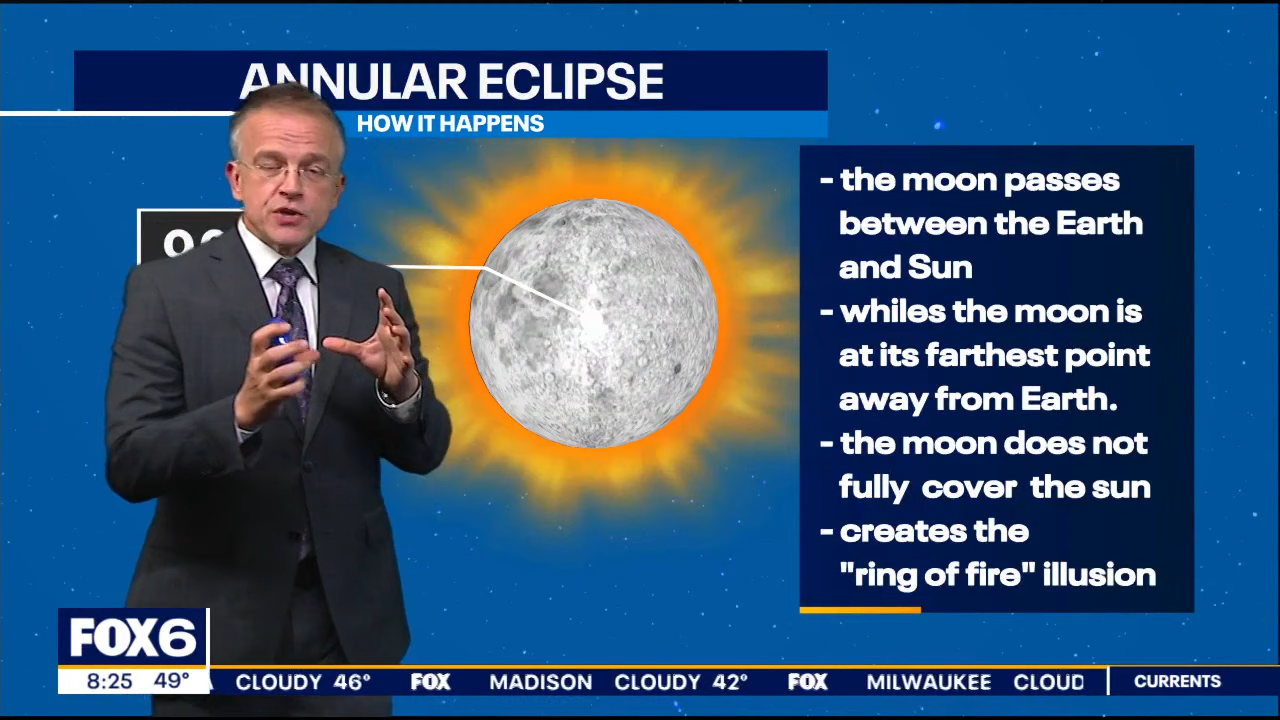 ANNULAR ECLIPSE
HOW IT HAPPENS
- the moon passes
between the Earth
and Sun
- whiles the moon is
at its farthest point
away from Earth.
- the moon does not
fully cover the sun
- creates the
"ring of fire" illusion
FOX6
8:25 49° CLOUDY 46° FOX MADISON CLOUDY 42° FOX MILWAUKEE CLOUD CURRENTS